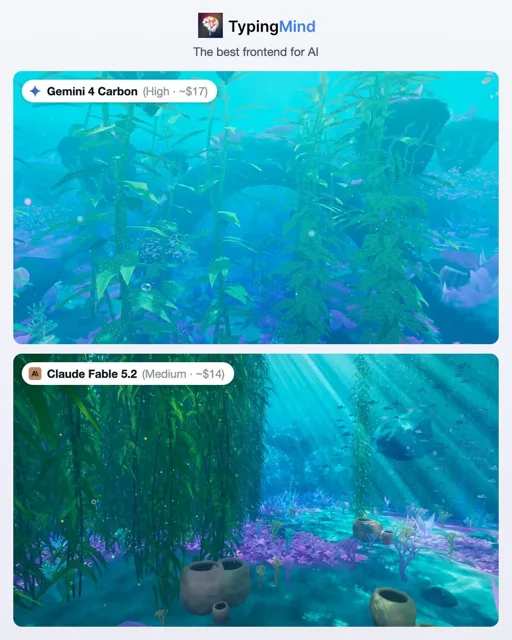 TypingMind
The best frontend for AI
Gemini 4 Carbon (High · ~$17)
Claude Fable 5.2 (Medium · ~$14)